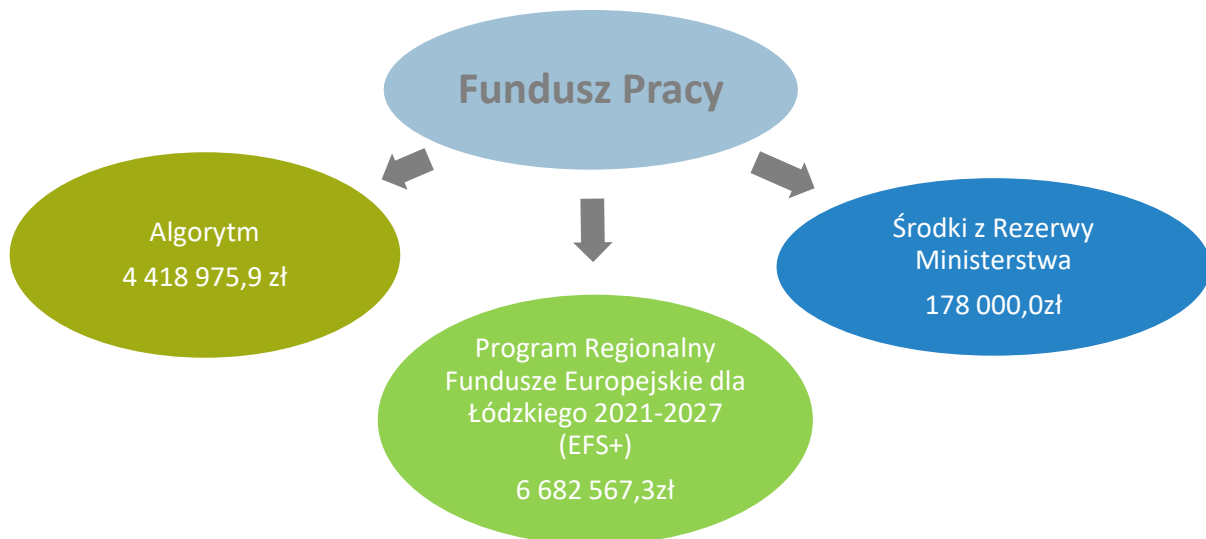 Fundusz Pracy
Algorytm
4 418 975,9 zł
Środki z Rezerwy
Ministerstwa
178 000,0zł
Program Regionalny
Fundusze Europejskie dla
Łódzkiego 2021-2027
(EFS+)
6 682 567,3zł